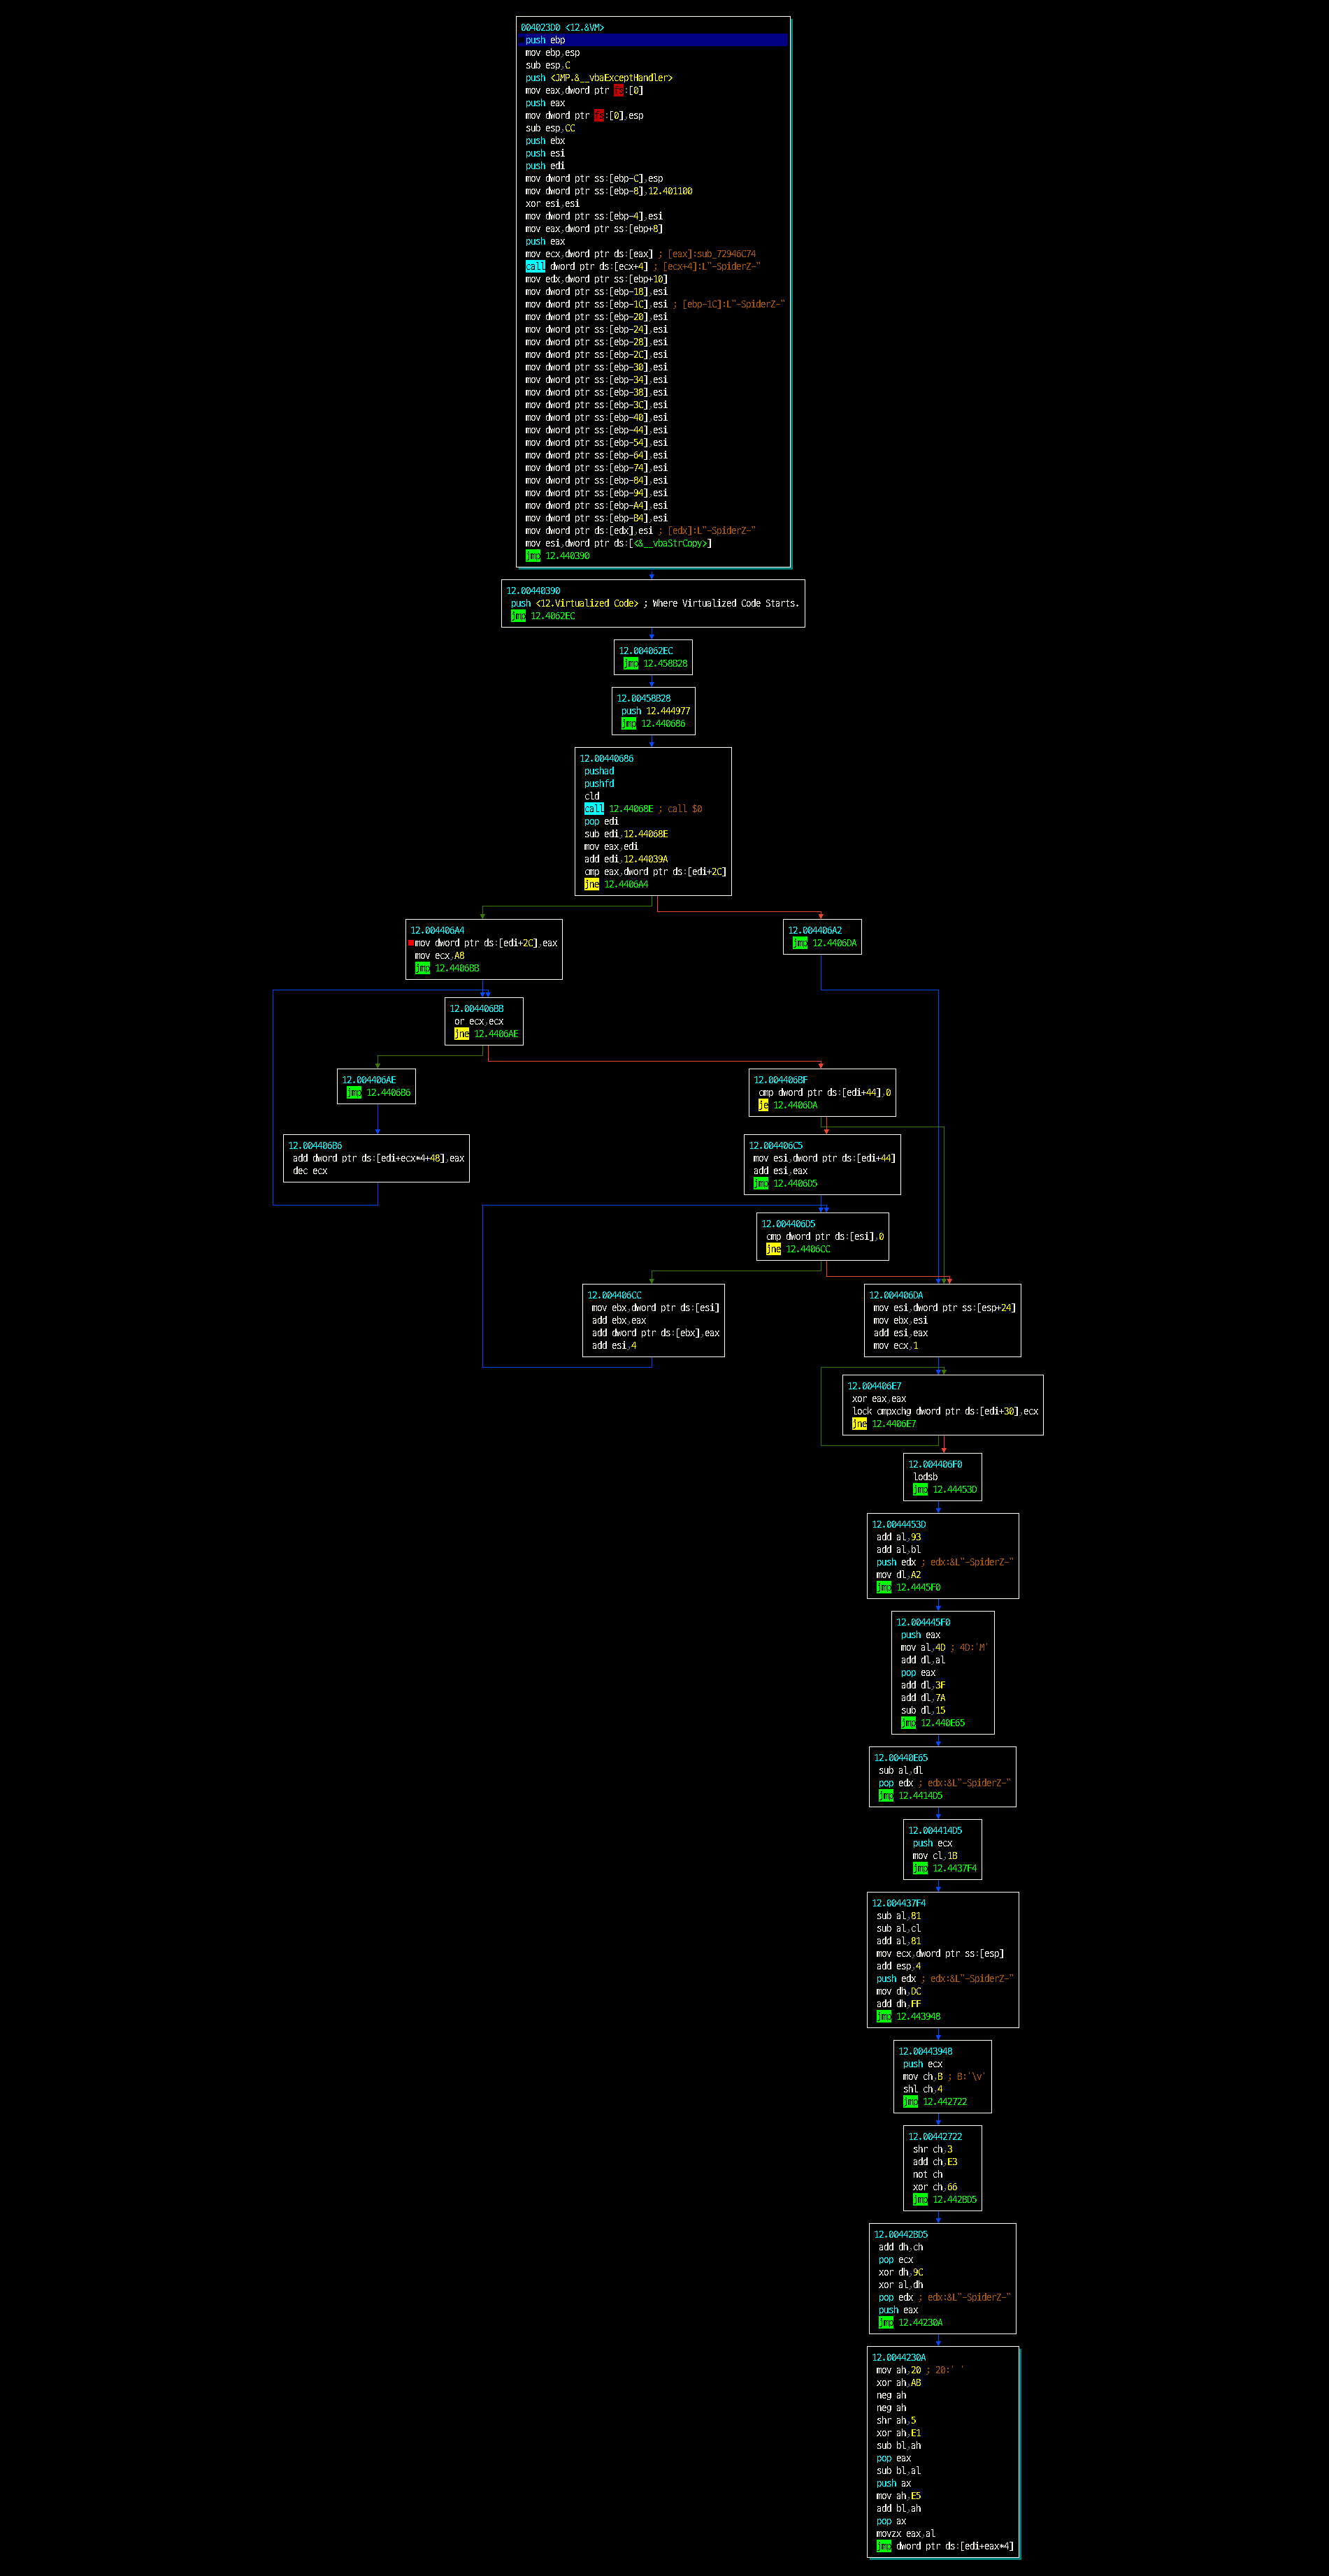 004023D0 <12.&VM>
push ebp
mov ebp,esp
sub esp,C
push <JMP.&__vbaExceptHandler>
mov eax,dword ptr fs:[0]
push eax
mov dword ptr fs:[0],esp
sub esp,CC
push ebx
push esi
push edi
mov dword ptr ss:[ebp-C],esp
mov dword ptr ss:[ebp-8],12.401100
xor esi,esi
mov dword ptr ss:[ebp-4],esi
mov eax,dword ptr ss:[ebp+8]
push eax
mov ecx,dword ptr ds:[eax] ; [eax]:sub_72946C74
call dword ptr ds:[ecx+4] ; [ecx+4]:L"-SpiderZ-"
mov edx,dword ptr ss:[ebp+10]
mov dword ptr ss:[ebp-18],esi
mov dword ptr ss:[ebp-1C],esi ; [ebp-1C]:L"-SpiderZ-"
mov dword ptr ss:[ebp-20],esi
mov dword ptr ss:[ebp-24],esi
mov dword ptr ss:[ebp-28],esi
mov dword ptr ss:[ebp-2C],esi
mov dword ptr ss:[ebp-30],esi
mov dword ptr ss:[ebp-34],esi
mov dword ptr ss:[ebp-38],esi
mov dword ptr ss:[ebp-3C],esi
mov dword ptr ss:[ebp-40],esi
mov dword ptr ss:[ebp-44],esi
mov dword ptr ss:[ebp-54],esi
mov dword ptr ss:[ebp-64],esi
mov dword ptr ss:[ebp-74],esi
mov dword ptr ss:[ebp-84],esi
mov dword ptr ss:[ebp-94],esi
mov dword ptr ss:[ebp-A4],esi
mov dword ptr ss:[ebp-B4],esi
mov dword ptr ds:[edx],esi ; [edx]:L"-SpiderZ-"
mov esi,dword ptr ds:[<&__vbaStrCopy>]
jmp 12.440390
12.00440390
push <12.Virtualized Code> ; Where Virtualized Code Starts.
jmp 12.4062EC
12.004062EC
jmp 12.458B28
12.00458B28
push 12.444977
jmp 12.4406B6
12.004406B6
pushad
pushfd
cld
call 12.4406BE ; call $0
pop edi
sub edi,12.44068E
mov eax,edi
add edi,12.44039A
cmp eax,dword ptr ds:[edi+2C]
jne 12.4406A4
12.004406A4
mov dword ptr ds:[edi+2C],eax
mov ecx,A8
jmp 12.4406BB
12.004406A2
jmp 12.4406DA
12.004406BB
or ecx,ecx
jne 12.4406AE
12.004406AE
jmp 12.4406B6
12.004406BF
cmp dword ptr ds:[edi+44],0
je 12.4406DA
12.004406B6
add dword ptr ds:[edi+ecx*4+48],eax
dec ecx
12.004406C5
mov esi,dword ptr ds:[edi+44]
add esi,eax
jmp 12.4406D5
12.004406D5
cmp dword ptr ds:[esi],0
jne 12.4406CC
12.004406CC
mov ebx,dword ptr ds:[esi]
add ebx,eax
add dword ptr ds:[ebx],eax
add esi,4
12.004406DA
mov esi,dword ptr ss:[esp+24]
mov ebx,esi
add esi,eax
mov ecx,1
12.004406E7
xor eax,eax
lock cmpxchg dword ptr ds:[edi+30],ecx
jne 12.4406E7
12.004406F0
lodsb
jmp 12.44453D
12.0044453D
add al,93
add al,bl
push edx ; edx:&L"-SpiderZ-"
mov dl,A2
jmp 12.4445F0
12.004445F0
push eax
mov al,4D ; 4D:'M'
add dl,al
pop eax
add dl,3F
add dl,7A
sub dl,15
jmp 12.440E65
12.00440E65
sub al,dl
pop edx ; edx:&L"-SpiderZ-"
jmp 12.4414D5
12.004414D5
push ecx
mov cl,1B
jmp 12.4437F4
12.004437F4
sub al,81
sub al,cl
add al,81
mov ecx,dword ptr ss:[esp]
add esp,4
push edx ; edx:&L"-SpiderZ-"
mov dh,DC
add dh,FF
jmp 12.443948
12.00443948
push ecx
mov ch,B ; B:'\v'
shl ch,4
jmp 12.442722
12.00442722
shr ch,3
add ch,E3
not ch
xor ch,66
jmp 12.4428D5
12.004428D5
add dh,ch
pop ecx
xor dh,9C
xor al,dh
pop edx ; edx:&L"-SpiderZ-"
push eax
jmp 12.44230A
12.0044230A
mov ah,20 ; 20:' '
xor ah,AB
neg ah
neg ah
shr ah,5
xor ah,E1
sub bl,ah
pop eax
sub bl,al
push ax
mov ah,E5
add bl,ah
pop ax
movzx eax,al
jmp dword ptr ds:[edi+eax*4]